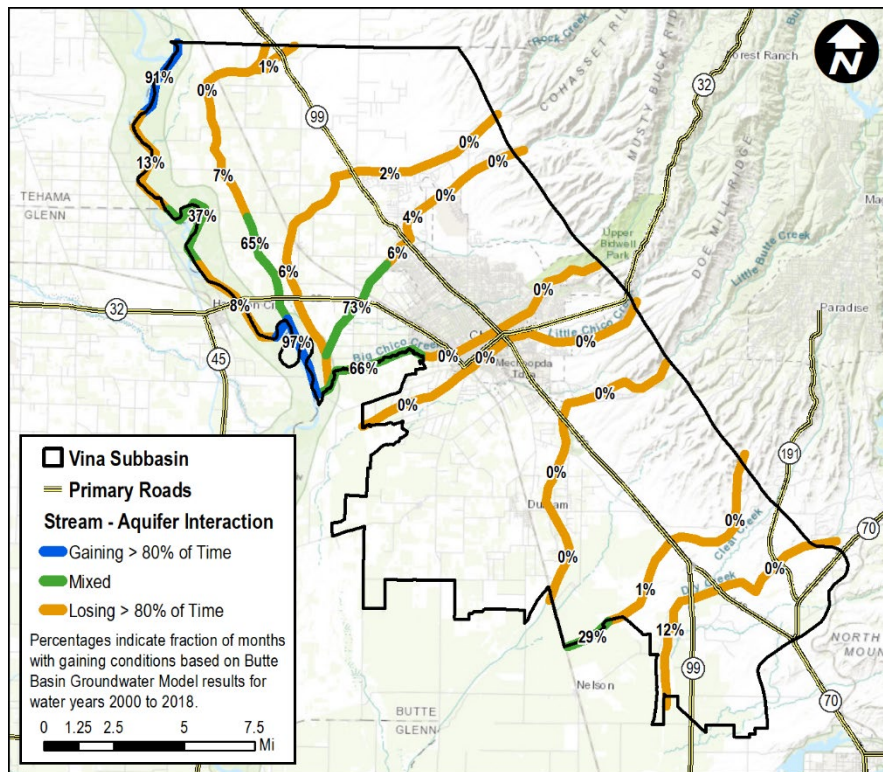 Rock Creek
COHASSET RIDGE
MUSTY BUCK RIDGE
Forest Ranch
N
32
91%
1%
0%
99
0%
2%
0%
0%
13%
7%
4%
TEHAMA
GLENN
37%
65%
6%
6%
Upper
Bidwell
Park
DOE MILL RIDGE
Little Butte Creek
0%
32
8%
73%
Paradise
45
97%
Big Chico Creek
66%
0%
0%
Little Chico
0%
Mechoopda
0%
0%
191
0%
Durham
0%
0%
Clear Creek
70
0%
1%
Dry Creek
12%
29%
99
NORTH
Nelson
BUTTE
GLENN
70
Vina Subbasin
Primary Roads
Stream - Aquifer Interaction
Gaining > 80% of Time
Mixed
Losing > 80% of Time
Percentages indicate fraction of months
with gaining conditions based on Butte
Basin Groundwater Model results for
water years 2000 to 2018.
0 1.25 2.5 5 7.5
Mi